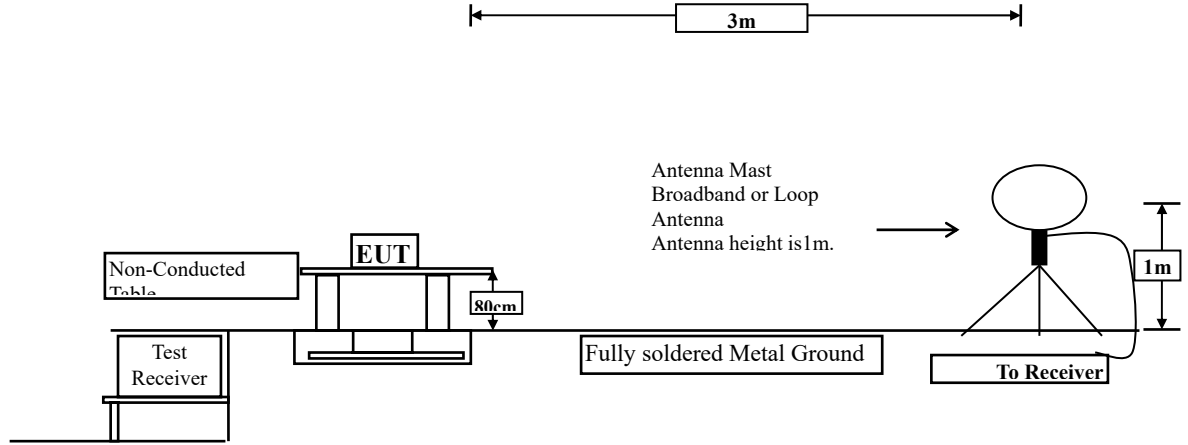 3m
Antenna Mast
Broadband or Loop
Antenna
Antenna height is1m.
EUT
Non-Conducted
Table
80cm
1m
Test
Receiver
Fully soldered Metal Ground
To Receiver